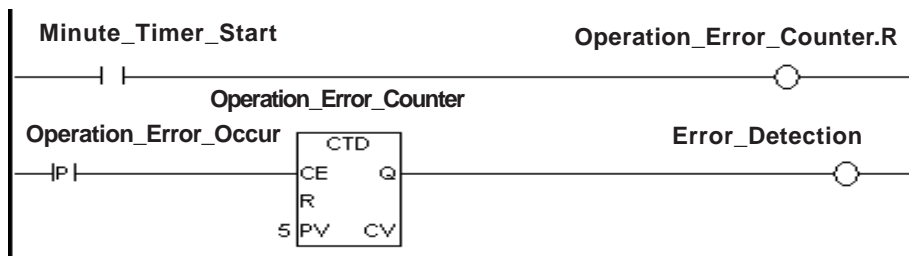 Minute_Timer_Start
Operation_Error_Counter.R
Operation_Error_Counter
Operation_Error_Occur
P
CTD
Error_Detection
CE Q
R
5 PV CV